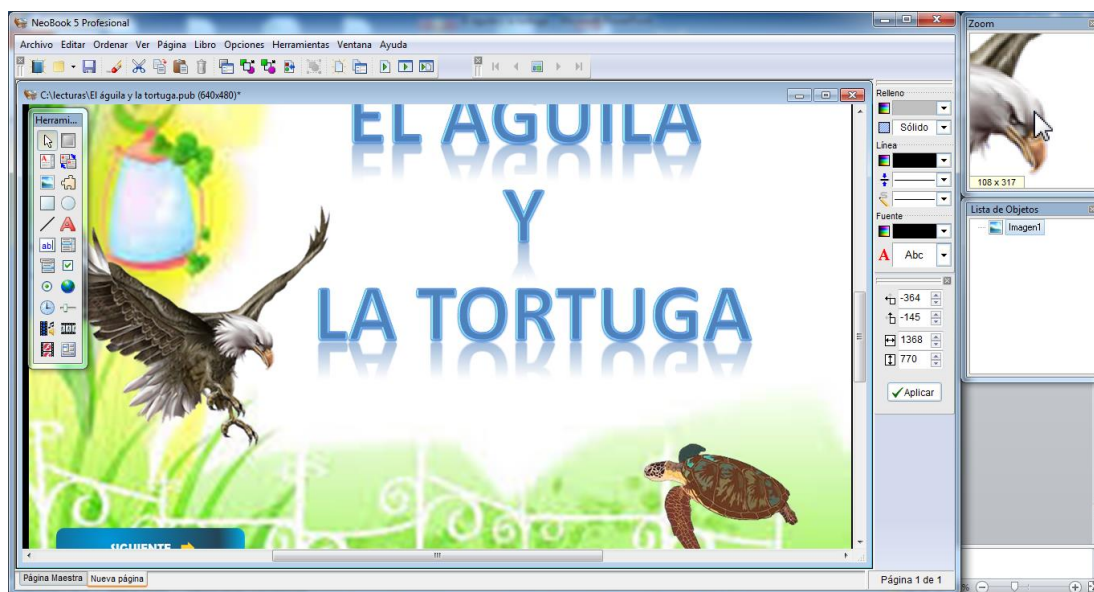 NeoBook 5 Profesional
Archivo Editar Ordenar Ver Página Libro Opciones Herramientas Ventana Ayuda
C:\lecturas\El águila y la tortuga.pub (640x480)*
Herrami...
EL ÁGUILA
Y
LA TORTUGA
SIGUIENTE
Página Maestra
Nueva página
Página 1 de 1
Relleno
Sólido
Línea
Fuente
A Abc
-364
-145
1368
770
Aplicar
Zoom
108 x 317
Lista de Objetos
Imagen1
%